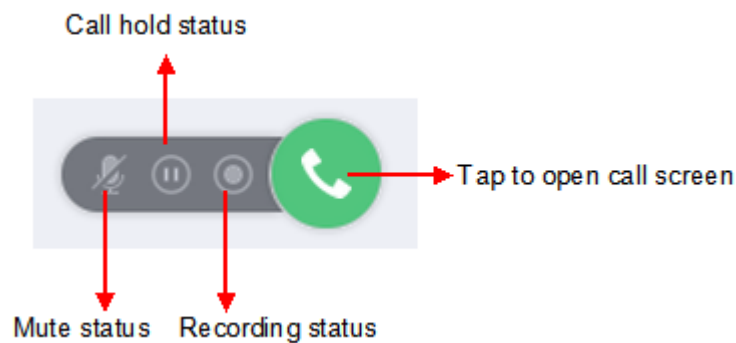 Call hold status
Tap to open call screen
Mute status
Recording status